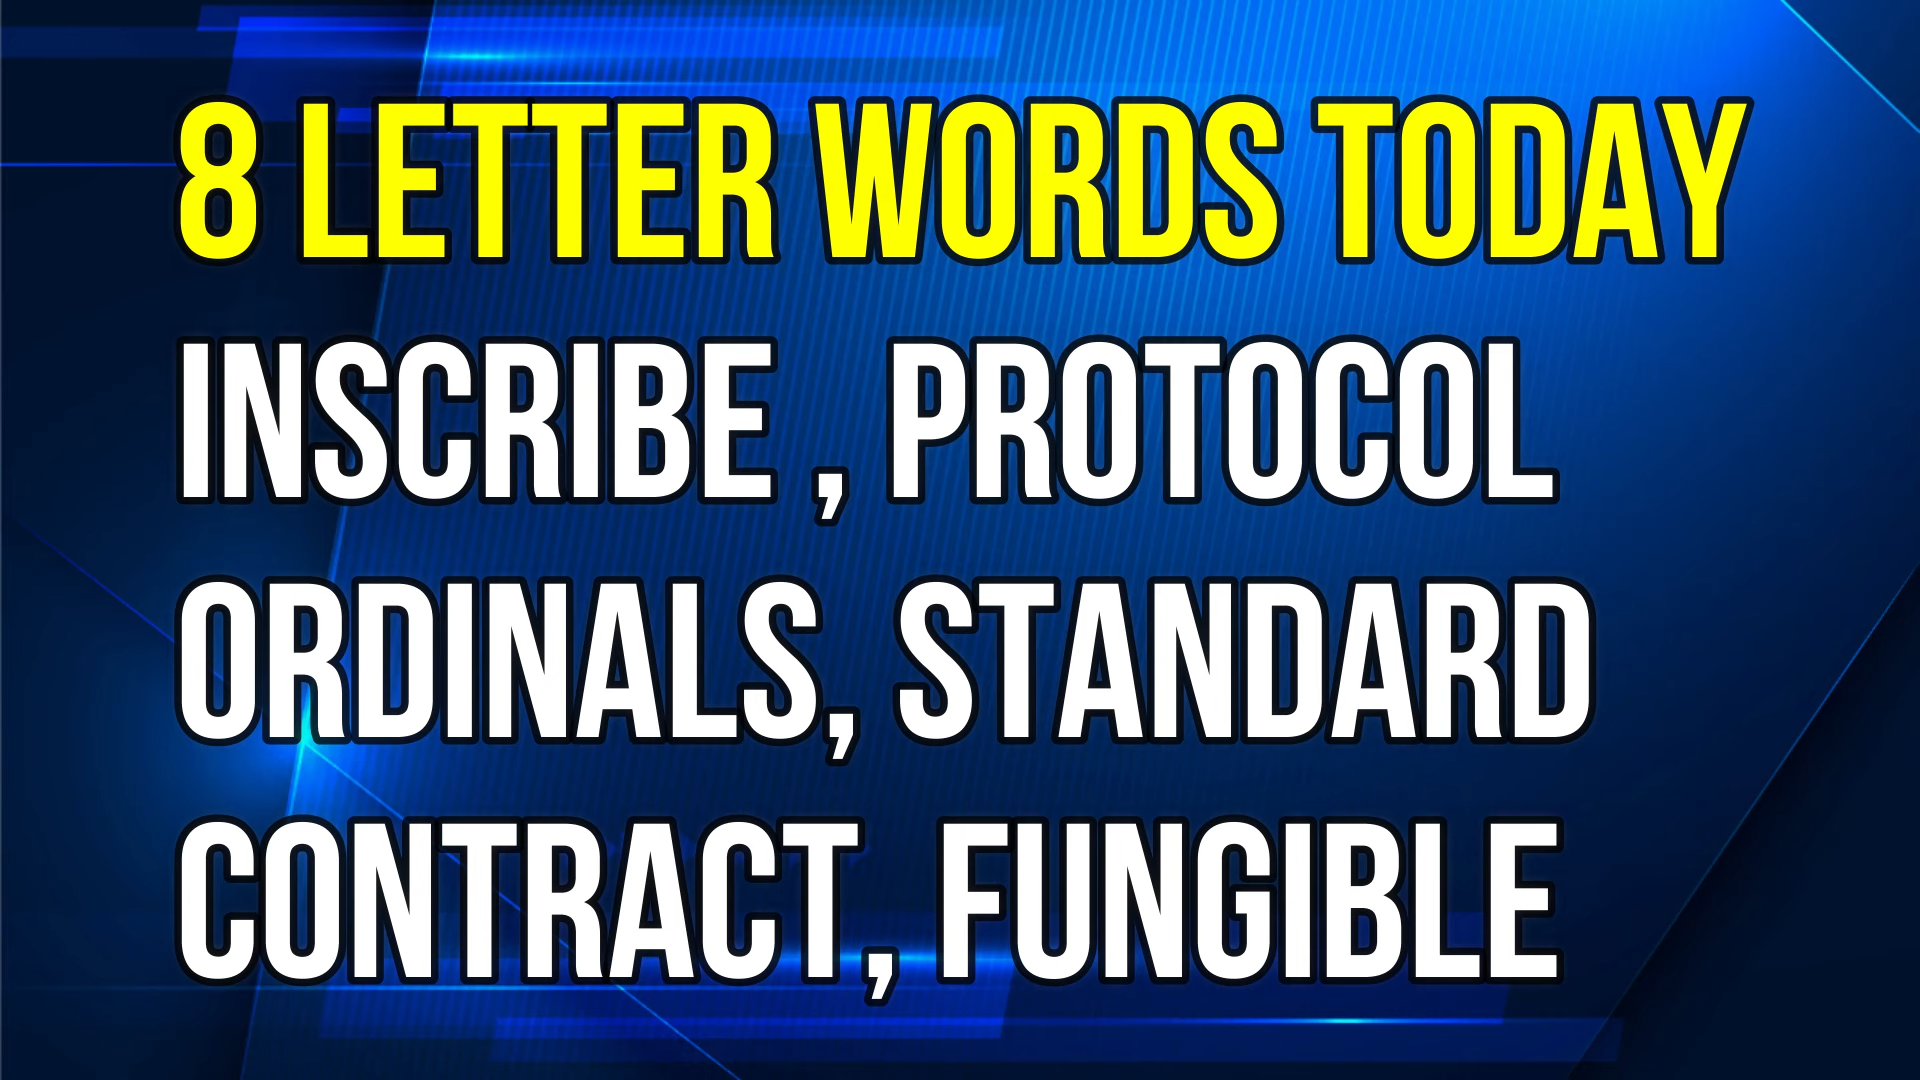 8 LETTER WORDS TODAY
INSCRIBE , PROTOCOL
ORDINALS, STANDARD
CONTRACT, FUNGIBLE